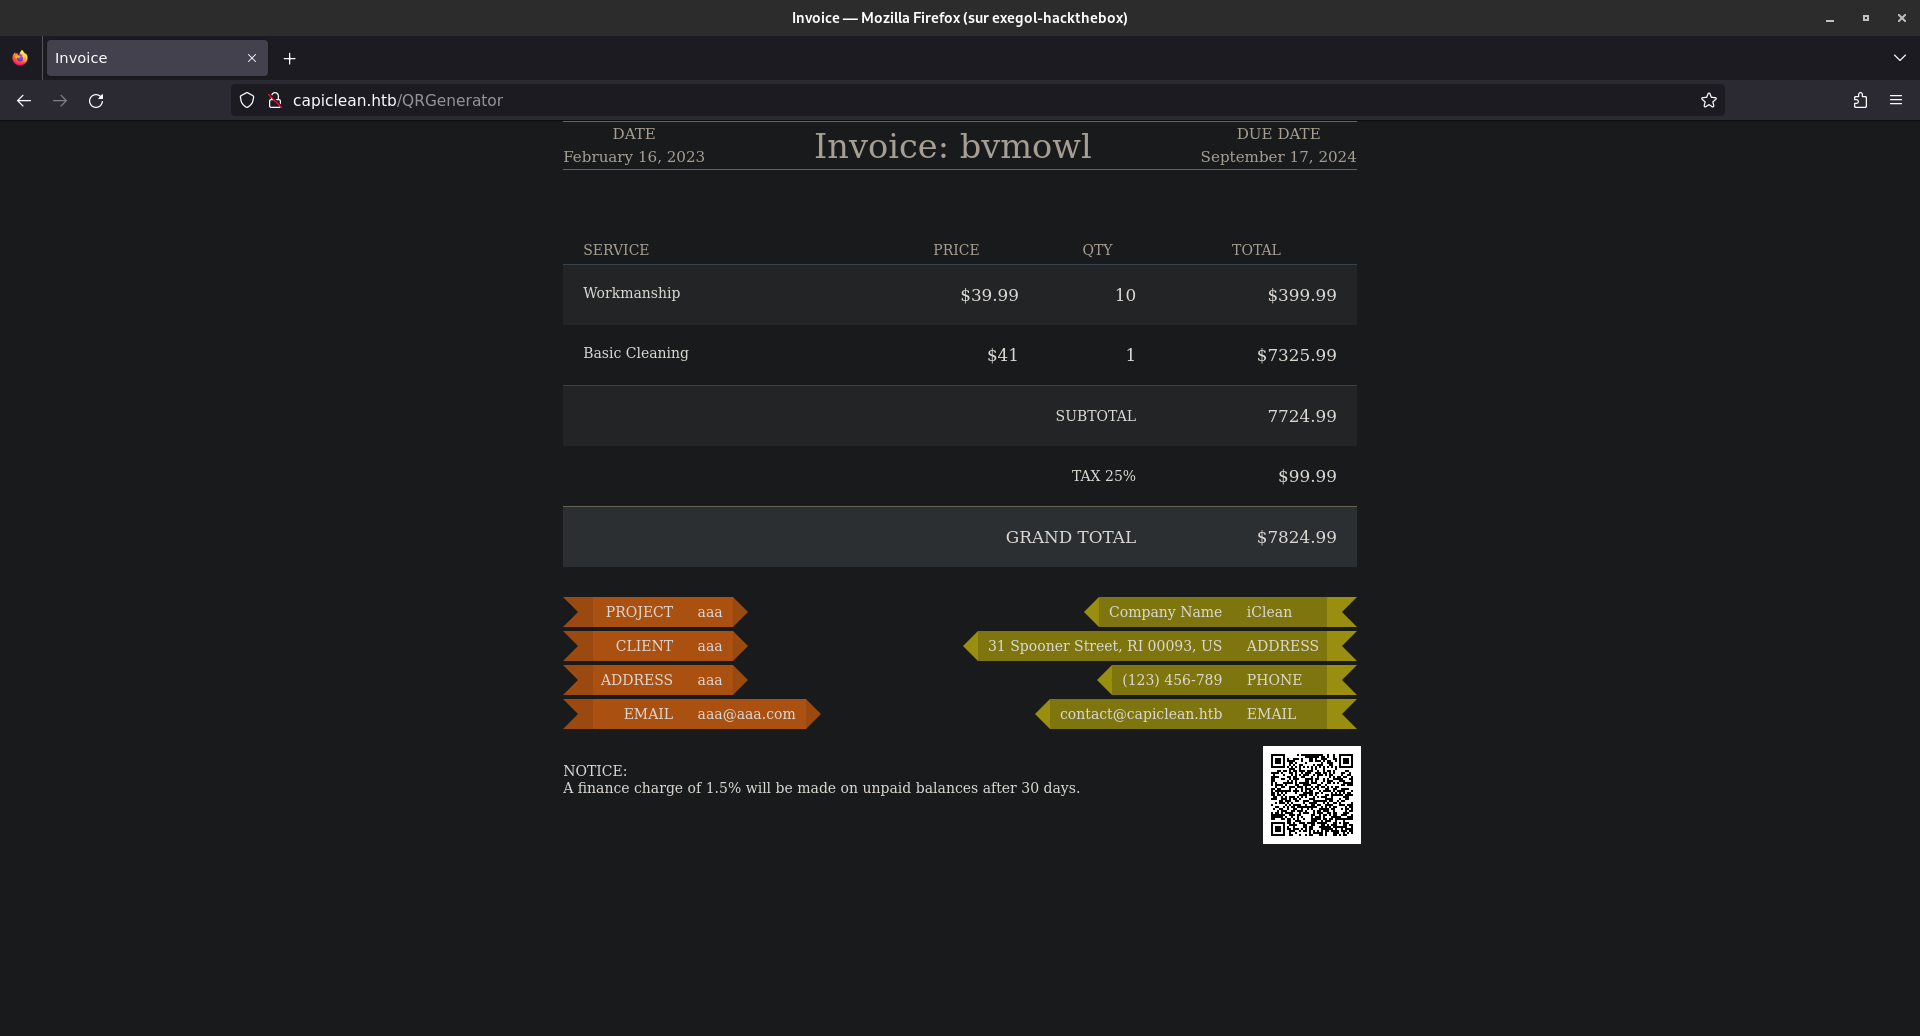 Invoice — Mozilla Firefox (sur exegol-hackthebox)
Invoice
capiclean.htb/QRGenerator
DATE
February 16, 2023
Invoice: bvmowl
DUE DATE
September 17, 2024
SERVICE PRICE QTY TOTAL
Workmanship $39.99 10 $399.99
Basic Cleaning $41 1 $7325.99
SUBTOTAL 7724.99
TAX 25% $99.99
GRAND TOTAL $7824.99
PROJECT aaa
CLIENT aaa
ADDRESS aaa
EMAIL aaa@aaa.com
Company Name iClean
31 Spooner Street, RI 00093, US ADDRESS
(123) 456-789 PHONE
contact@capiclean.htb EMAIL
NOTICE:
A finance charge of 1.5% will be made on unpaid balances after 30 days.